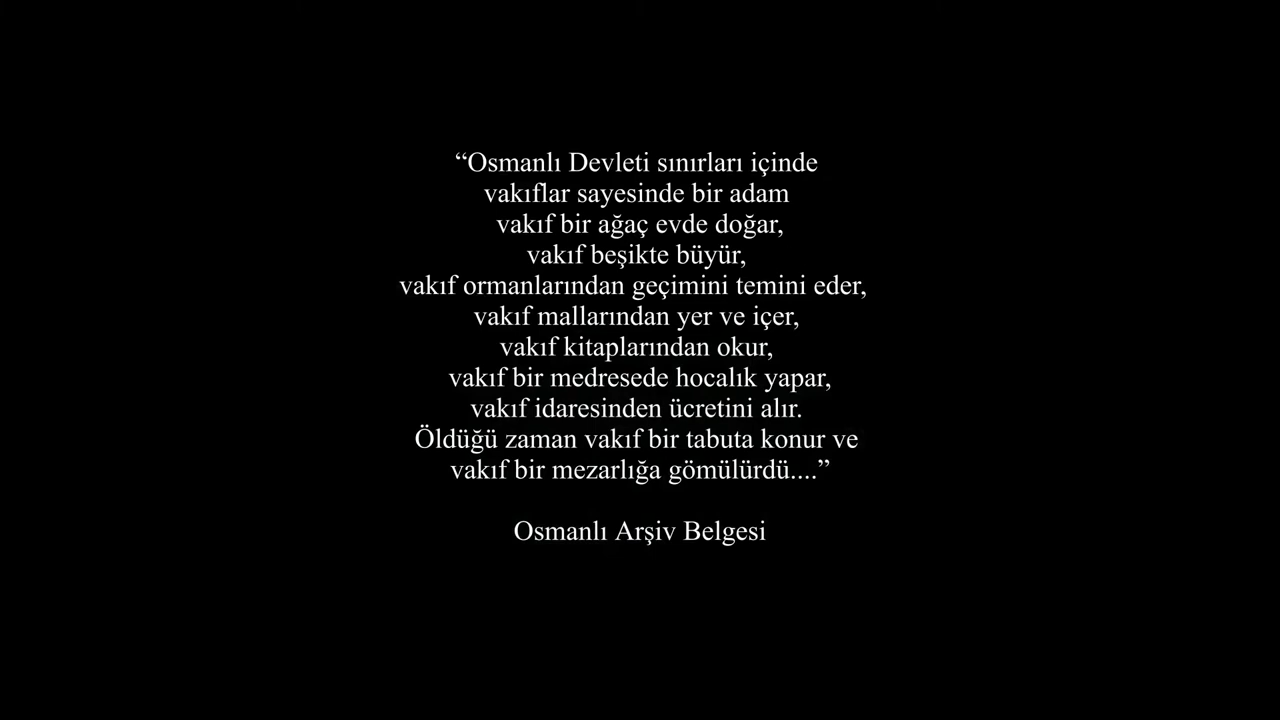 “Osmanlı Devleti sınırları içinde
vakıflar sayesinde bir adam
vakıf bir ağaç evde doğar,
vakıf beşikte büyür,
vakıf ormanlarından geçimini temini eder,
vakıf mallarından yer ve içer,
vakıf kitaplarından okur,
vakıf bir medresede hocalık yapar,
vakıf idaresinden ücretini alır.
Öldüğü zaman vakıf bir tabuta konur ve
vakıf bir mezarlığa gömülürdü....”
Osmanlı Arşiv Belgesi